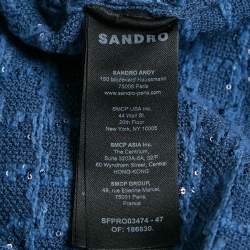 SANDRO
SANDRO ANDY
150 boulevard Haussmann
75008 Paris
www.sandro-paris.com
SMCP USA Inc.
44 Wall St.
20th Floor
New York, NY 10005
SMCP ASIA Inc.
The Centrium,
Suite 3203A-6A, 32/F
60 Wyndham Street, Central
HONG-KONG
SMCP GROUP,
49, rue Etienne Marcel,
75001 Paris,
France
SFPRO03474 - 47
OF: 186830.